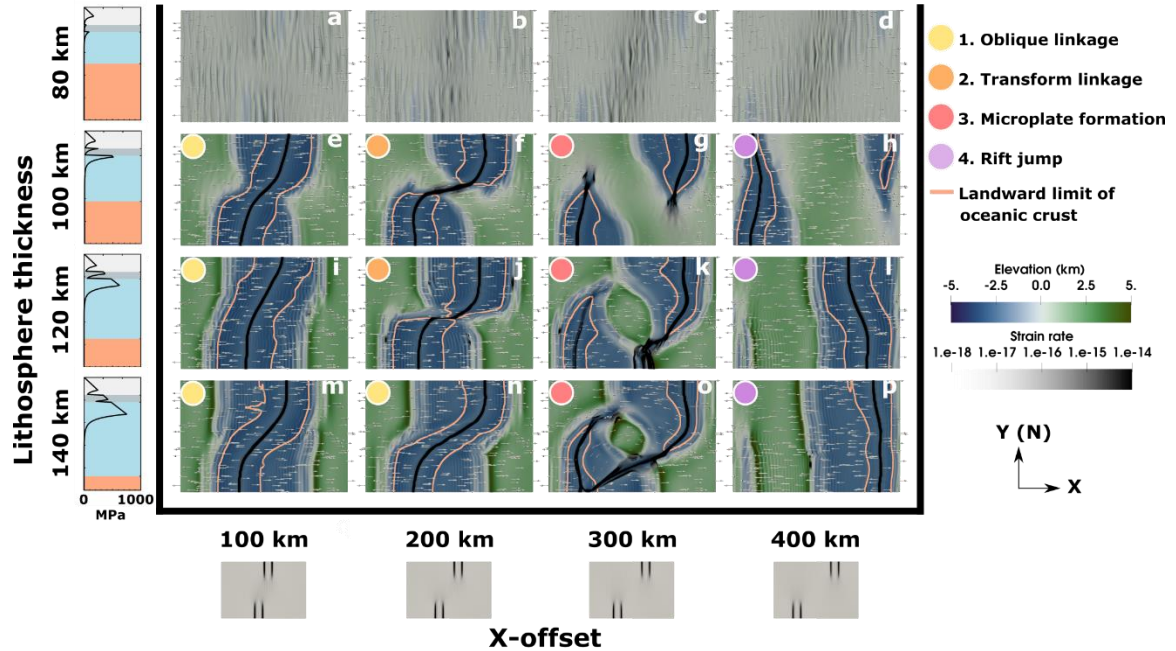 Lithosphere thickness
80 km
a
b
c
d
100 km
e
f
g
h
120 km
i
j
k
l
140 km
m
n
o
p
0
1000
MPa
100 km
200 km
300 km
400 km
X-offset
1. Oblique linkage
2. Transform linkage
3. Microplate formation
4. Rift jump
Landward limit of
oceanic crust
Elevation (km)
-5. -2.5 0.0 2.5 5.
Strain rate
1.e-18 1.e-17 1.e-16 1.e-15 1.e-14
Y (N)
X